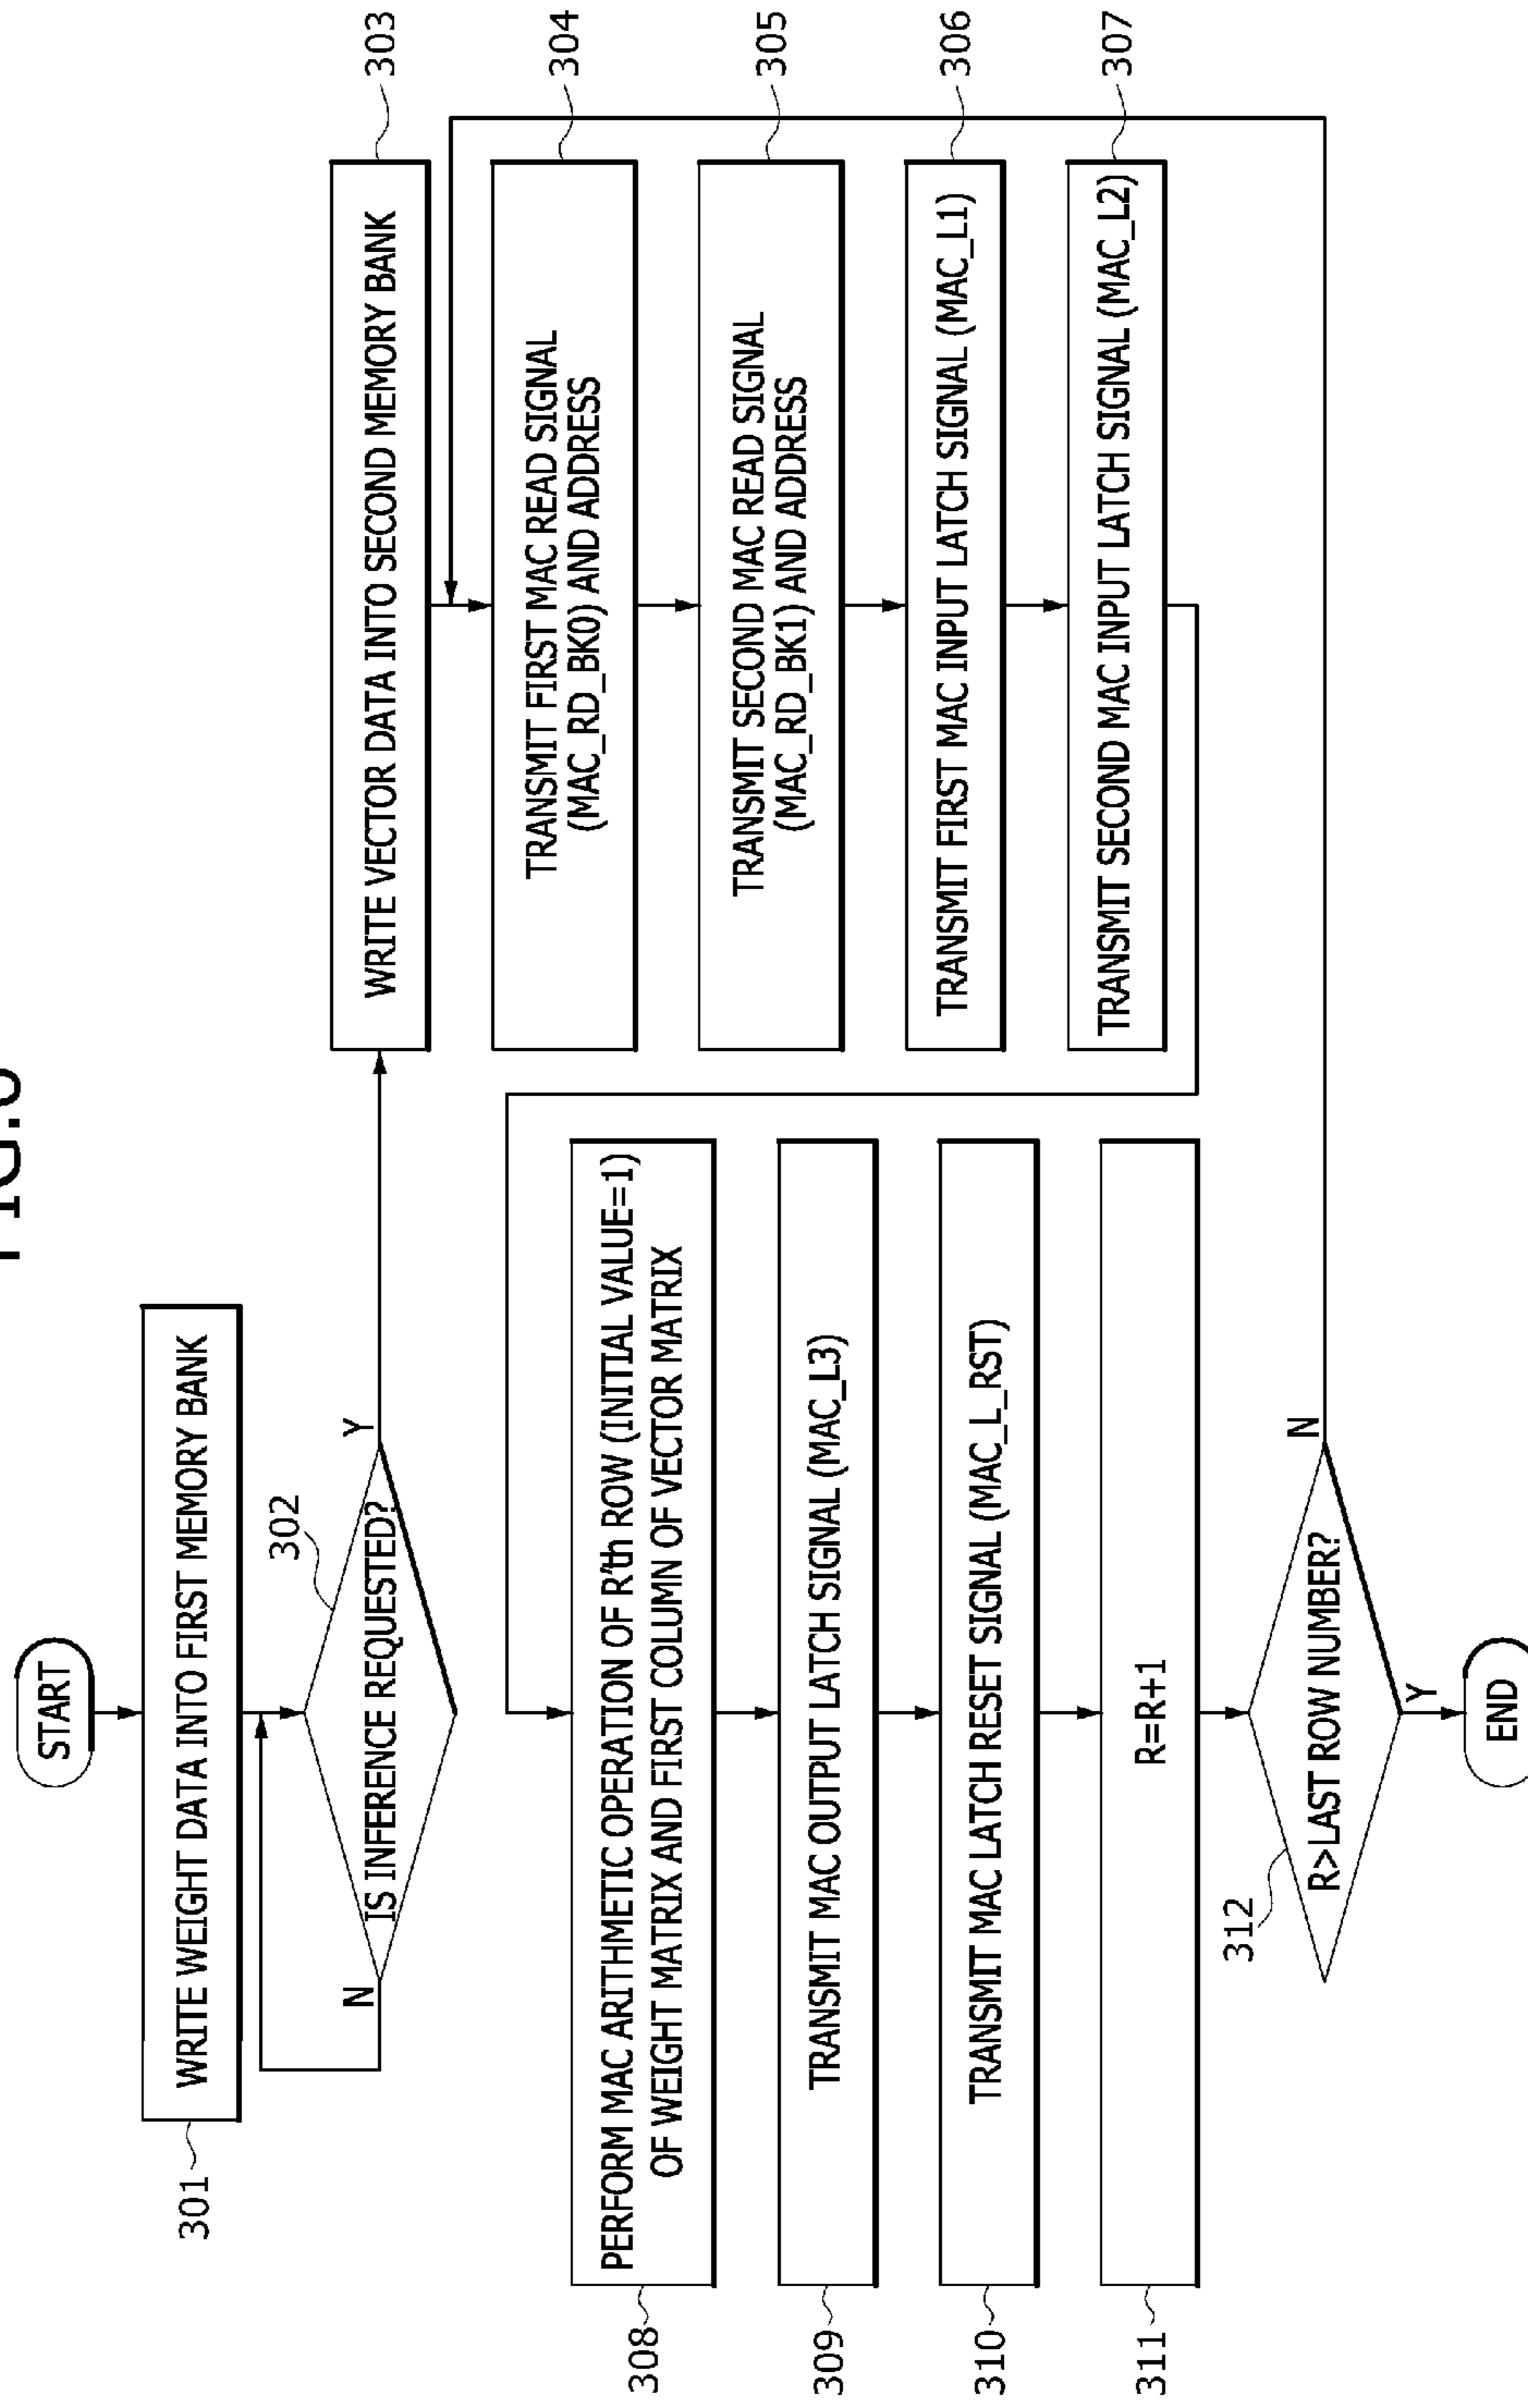 START
301
WRITE WEIGHT DATA INTO FIRST MEMORY BANK
302
IS INFERENCE REQUESTED?
N
Y
303
WRITE VECTOR DATA INTO SECOND MEMORY BANK
304
TRANSMIT FIRST MAC READ SIGNAL
(MAC_RD_BK0) AND ADDRESS
305
TRANSMIT SECOND MAC READ SIGNAL
(MAC_RD_BK1) AND ADDRESS
306
TRANSMIT FIRST MAC INPUT LATCH SIGNAL (MAC_L1)
307
TRANSMIT SECOND MAC INPUT LATCH SIGNAL (MAC_L2)
308
PERFORM MAC ARITHMETIC OPERATION OF R'th ROW (INITIAL VALUE=1)
OF WEIGHT MATRIX AND FIRST COLUMN OF VECTOR MATRIX
309
TRANSMIT MAC OUTPUT LATCH SIGNAL (MAC_L3)
310
TRANSMIT MAC LATCH RESET SIGNAL (MAC_L_RST)
311
R=R+1
312
R>LAST ROW NUMBER?
N
Y
END